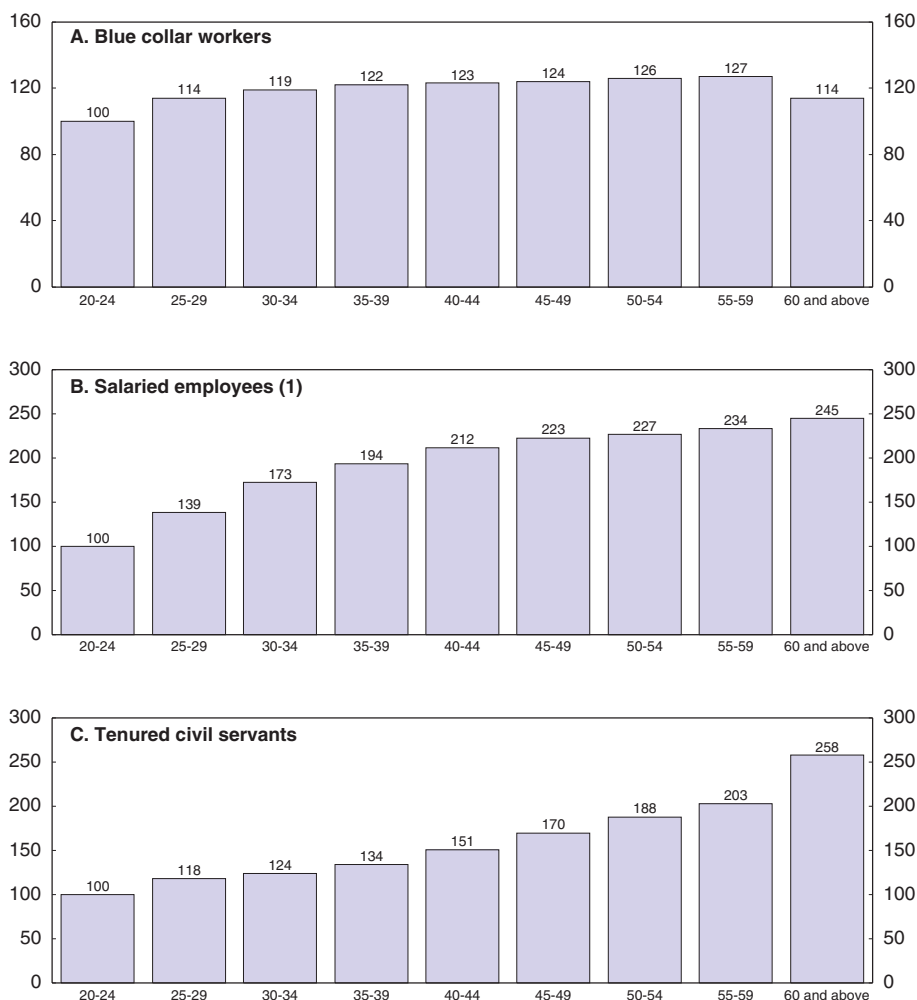 160 160
A. Blue collar workers
127
126
124
123
122
119
120 120
114 114
100
80 80
40 40
0 0
20-24 25-29 30-34 35-39 40-44 45-49 50-54 55-59 60 and above
300 300
B. Salaried employees (1)
250 245 250
234
227
223
212
200 194 200
173
150 139 150
100 100 100
50 50
0 0
20-24 25-29 30-34 35-39 40-44 45-49 50-54 55-59 60 and above
300 300
C. Tenured civil servants
258
250 250
203
200 188 200
170
150 151 150
134
124
118
100 100 100
50 50
0 0
20-24 25-29 30-34 35-39 40-44 45-49 50-54 55-59 60 and above